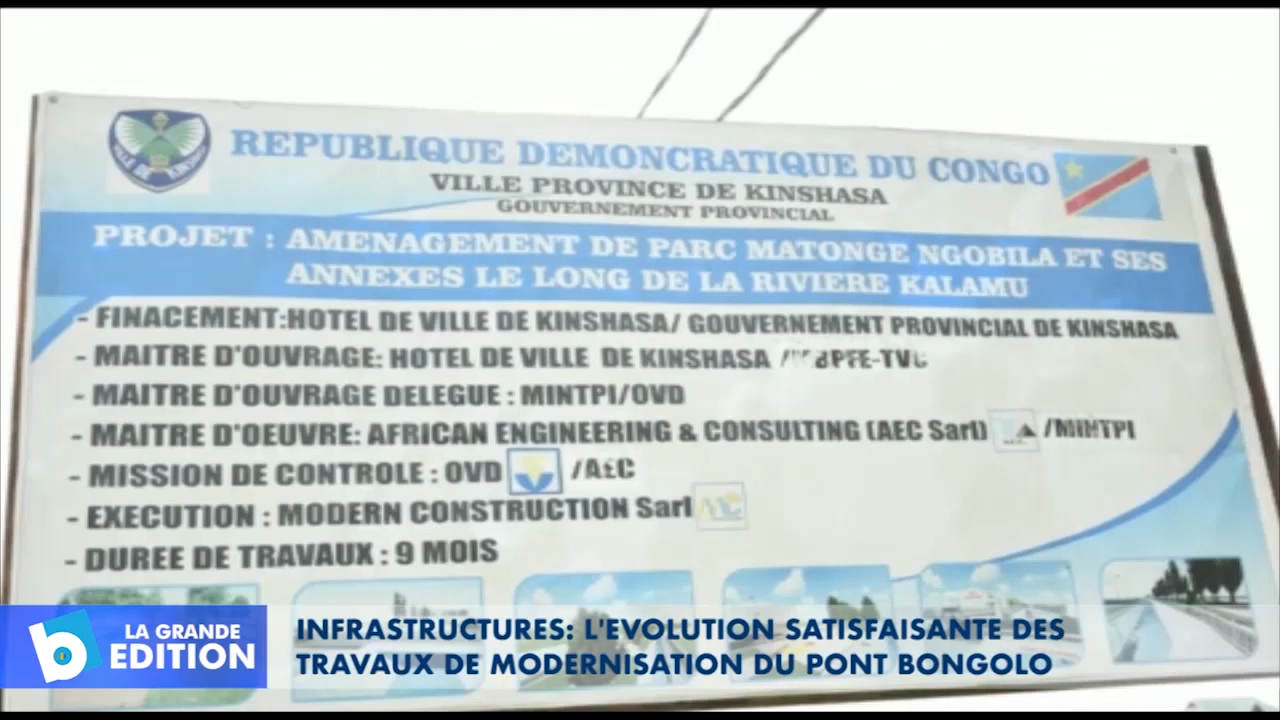 VILLE DE KINSHASA
REPUBLIQUE DEMONCRATIQUE DU CONGO
VILLE PROVINCE DE KINSHASA
GOUVERNEMENT PROVINCIAL
PROJET : AMENAGEMENT DE PARC MATONGE NGOBILA ET SES
ANNEXES LE LONG DE LA RIVIERE KALAMU
- FINACEMENT:HOTEL DE VILLE DE KINSHASA/ GOUVERNEMENT PROVINCIAL DE KINSHASA
- MAITRE D'OUVRAGE: HOTEL DE VILLE DE KINSHASA
- MAITRE D'OUVRAGE DELEGUE : MINTPI/OVD
- MAITRE D'OEUVRE: AFRICAN ENGINEERING & CONSULTING (AEC Sarl) /MINTPI
- MISSION DE CONTROLE : OVD /AEC
- EXECUTION : MODERN CONSTRUCTION Sarl
- DUREE DE TRAVAUX : 9 MOIS
b LA GRANDE
EDITION
INFRASTRUCTURES: L'EVOLUTION SATISFAISANTE DES
TRAVAUX DE MODERNISATION DU PONT BONGOLO